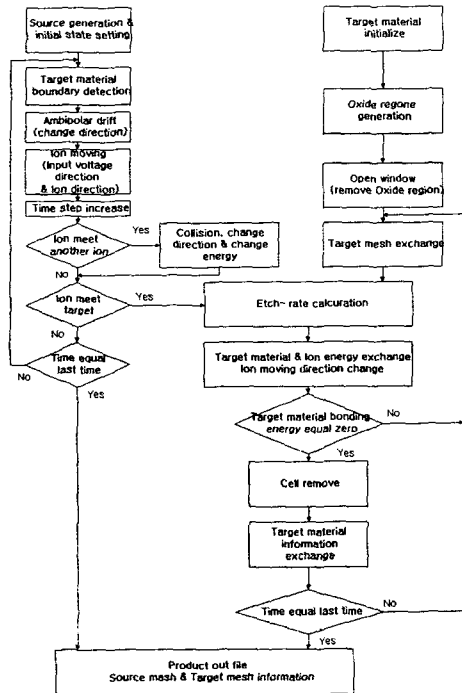 Source generation &
initial state setting
Target material
boundary detection
Ambipolar drift
(change direction)
Ion moving
(Input voltage
direction
& Ion direction)
Time step increase
Ion meet
another ion
Yes
No
Collision, change
direction & change
energy
Ion meet
target
Yes
No
Time equal
last time
No
Yes
Target material
initialize
Oxide regone
generation
Open window
(remove Oxide region)
Target mesh exchange
Etch- rate calcuration
Target material & Ion energy exchange
Ion moving direction change
Target material bonding
energy equal zero
No
Yes
Cell remove
Target material
information
exchange
Time equal last time
No
Yes
Product out file
Source mash & Target mesh information